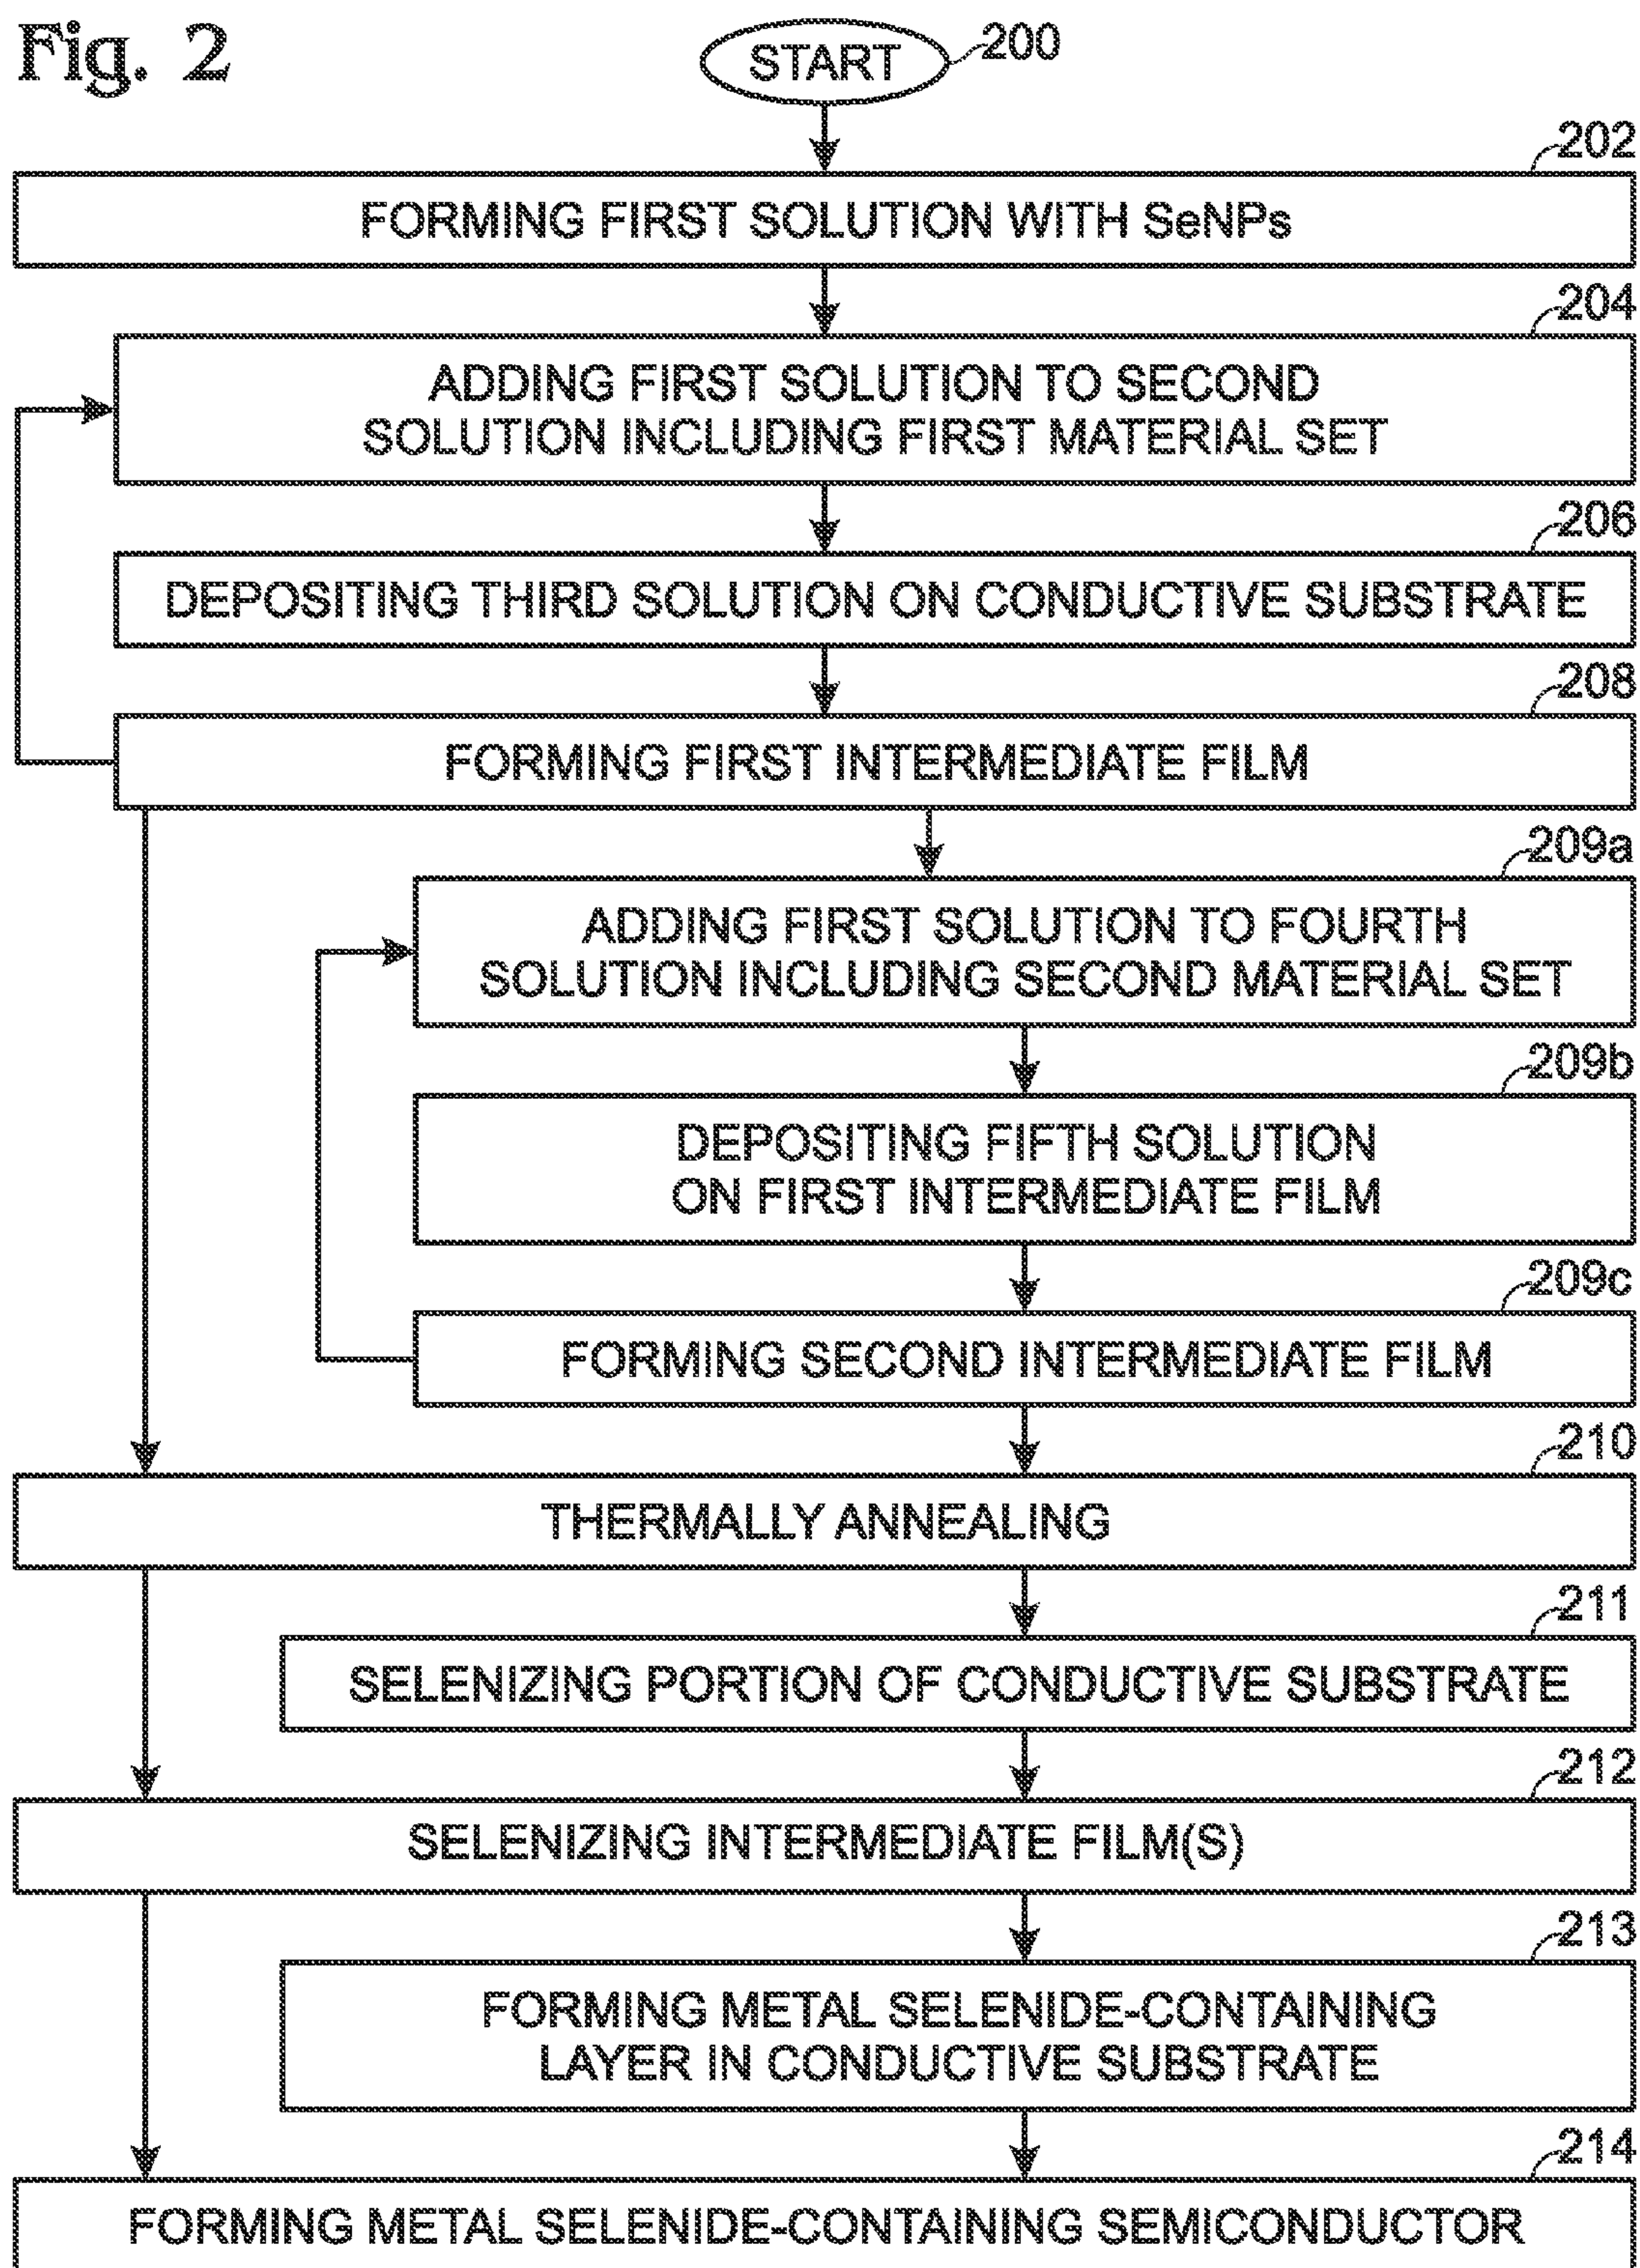 Fig. 2
START 200
202
FORMING FIRST SOLUTION WITH SeNPs
204
ADDING FIRST SOLUTION TO SECOND
SOLUTION INCLUDING FIRST MATERIAL SET
206
DEPOSITING THIRD SOLUTION ON CONDUCTIVE SUBSTRATE
208
FORMING FIRST INTERMEDIATE FILM
209a
ADDING FIRST SOLUTION TO FOURTH
SOLUTION INCLUDING SECOND MATERIAL SET
209b
DEPOSITING FIFTH SOLUTION
ON FIRST INTERMEDIATE FILM
209c
FORMING SECOND INTERMEDIATE FILM
210
THERMALLY ANNEALING
211
SELENIZING PORTION OF CONDUCTIVE SUBSTRATE
212
SELENIZING INTERMEDIATE FILM(S)
213
FORMING METAL SELENIDE-CONTAINING
LAYER IN CONDUCTIVE SUBSTRATE
214
FORMING METAL SELENIDE-CONTAINING SEMICONDUCTOR